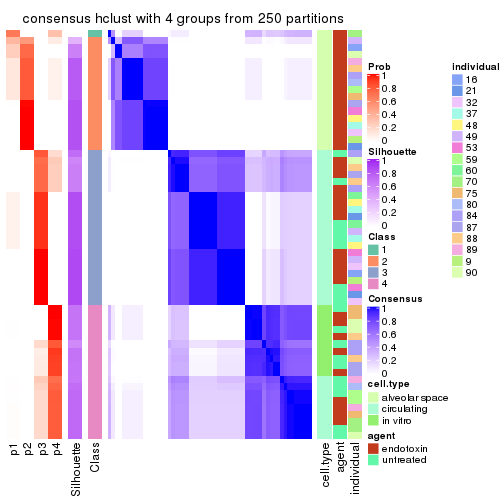 consensus hclust with 4 groups from 250 partitions
p1
p2
p3
p4
Silhouette
Class
cell.type
agent
individual
Prob
1
0.8
0.6
0.4
0.2
0
Silhouette
1
0.8
0.6
0.4
0.2
0
Class
1
2
3
4
Consensus
1
0.8
0.6
0.4
0.2
0
cell.type
alveolar space
circulating
in vitro
agent
endotoxin
untreated
individual
16
21
32
37
48
49
53
59
60
70
75
80
84
87
88
89
9
90